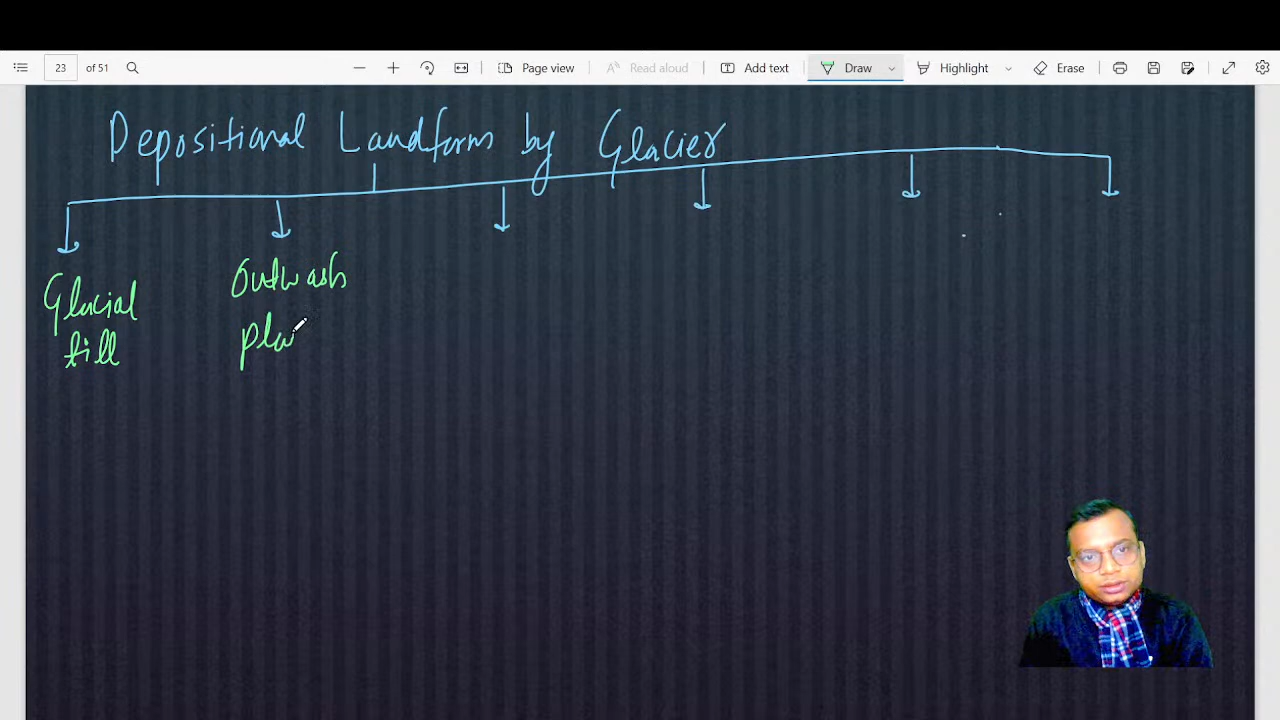 23 of 51 Page view Read aloud Add text Draw Highlight Erase
Depositional Landforms by Glacier
Glacial
till
Outwash
pla